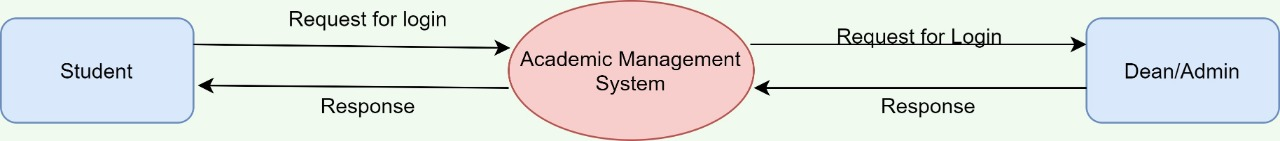 Request for login
Request for Login
Student
Academic Management
System
Dean/Admin
Response
Response